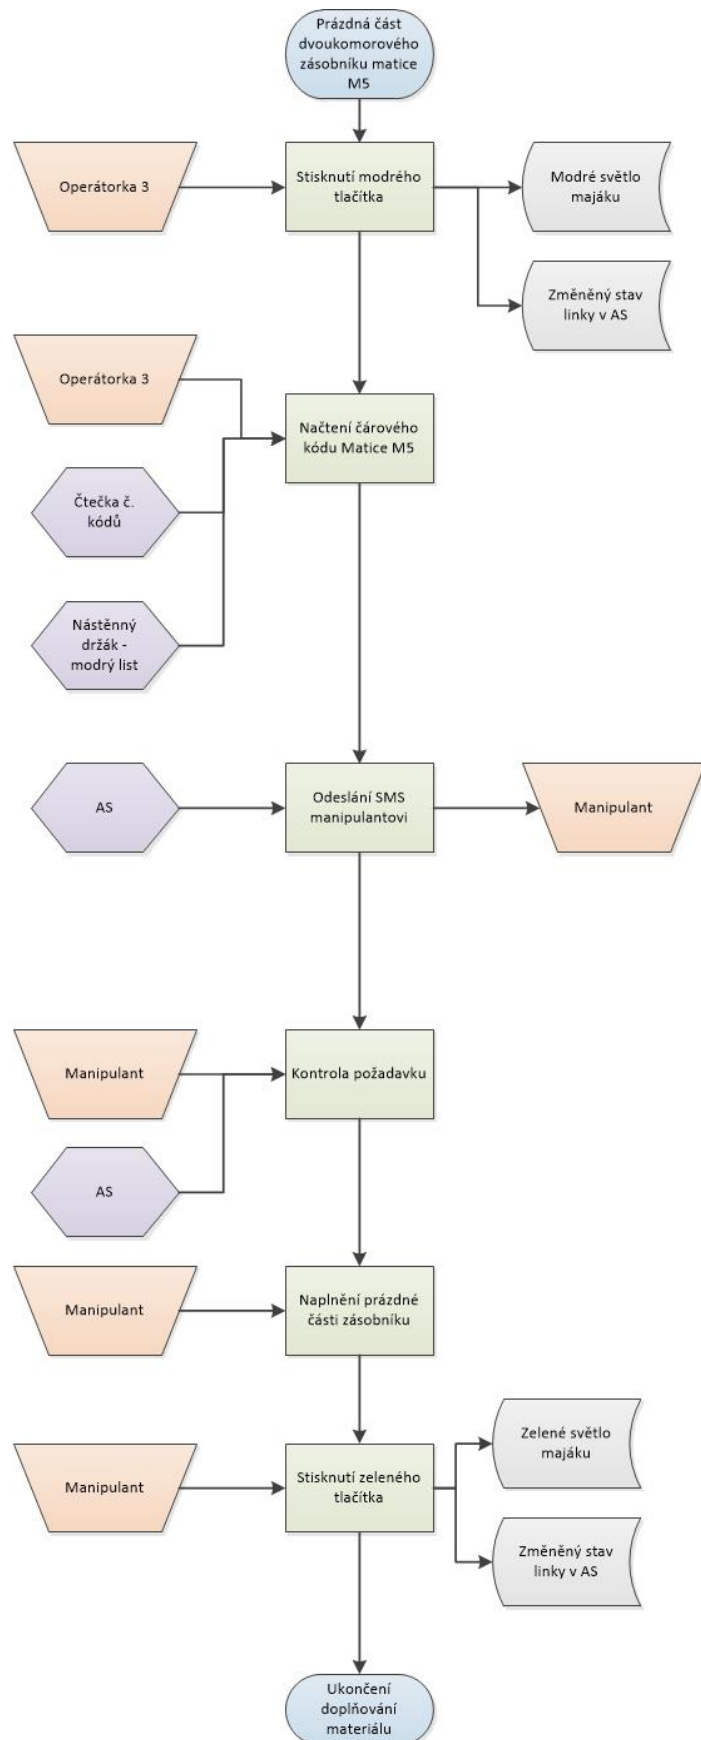 Prázdná část
dvoukomorového
zásobníku matice
M5
Operátorka 3
Stisknutí modrého
tlačítka
Modré světlo
majáku
Změněný stav
linky v AS
Operátorka 3
Načtení čárového
kódu Matice M5
Čtečka č.
kódů
Nástěnný
držák -
modrý list
AS
Odeslání SMS
manipulantovi
Manipulant
Manipulant
Kontrola požadavku
AS
Manipulant
Naplnění prázdné
části zásobníku
Zelené světlo
majáku
Manipulant
Stisknutí zeleného
tlačítka
Změněný stav
linky v AS
Ukončení
doplňování
materiálu